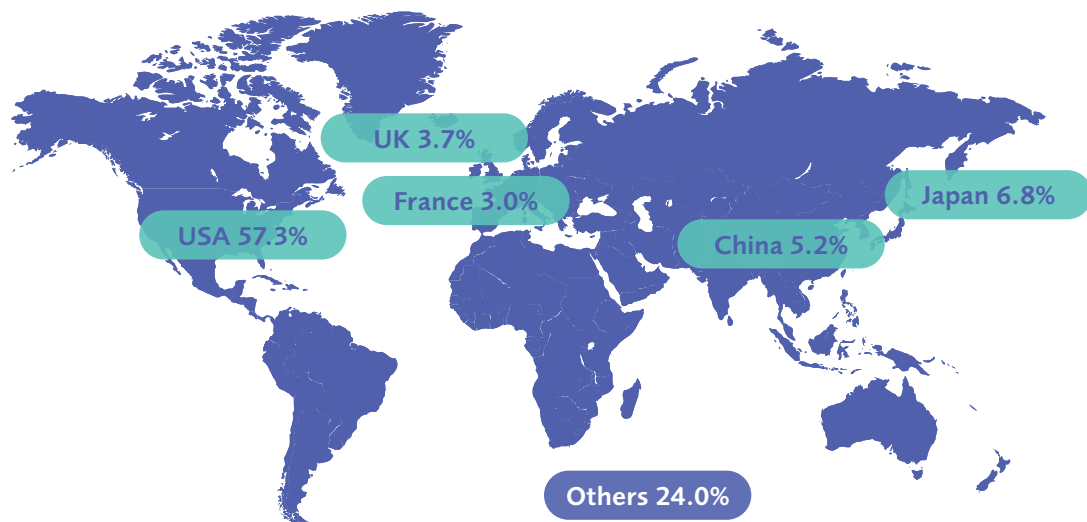 UK 3.7%
France 3.0%
Japan 6.8%
USA 57.3%
China 5.2%
Others 24.0%